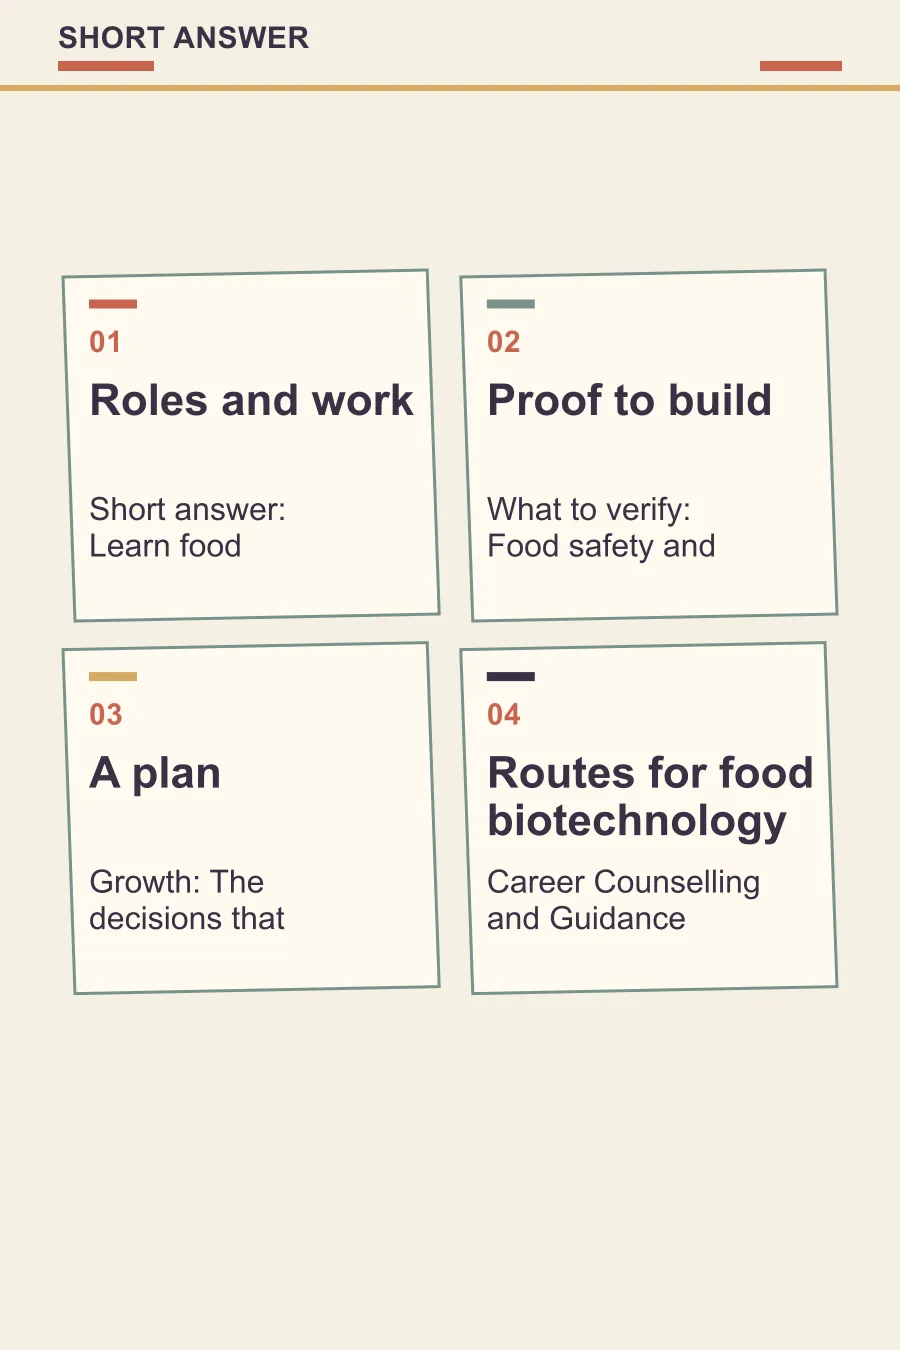 SHORT ANSWER
01
Roles and work
Short answer:
Learn food
02
Proof to build
What to verify:
Food safety and
03
A plan
Growth: The
decisions that
04
Routes for food
biotechnology
Career Counselling
and Guidance